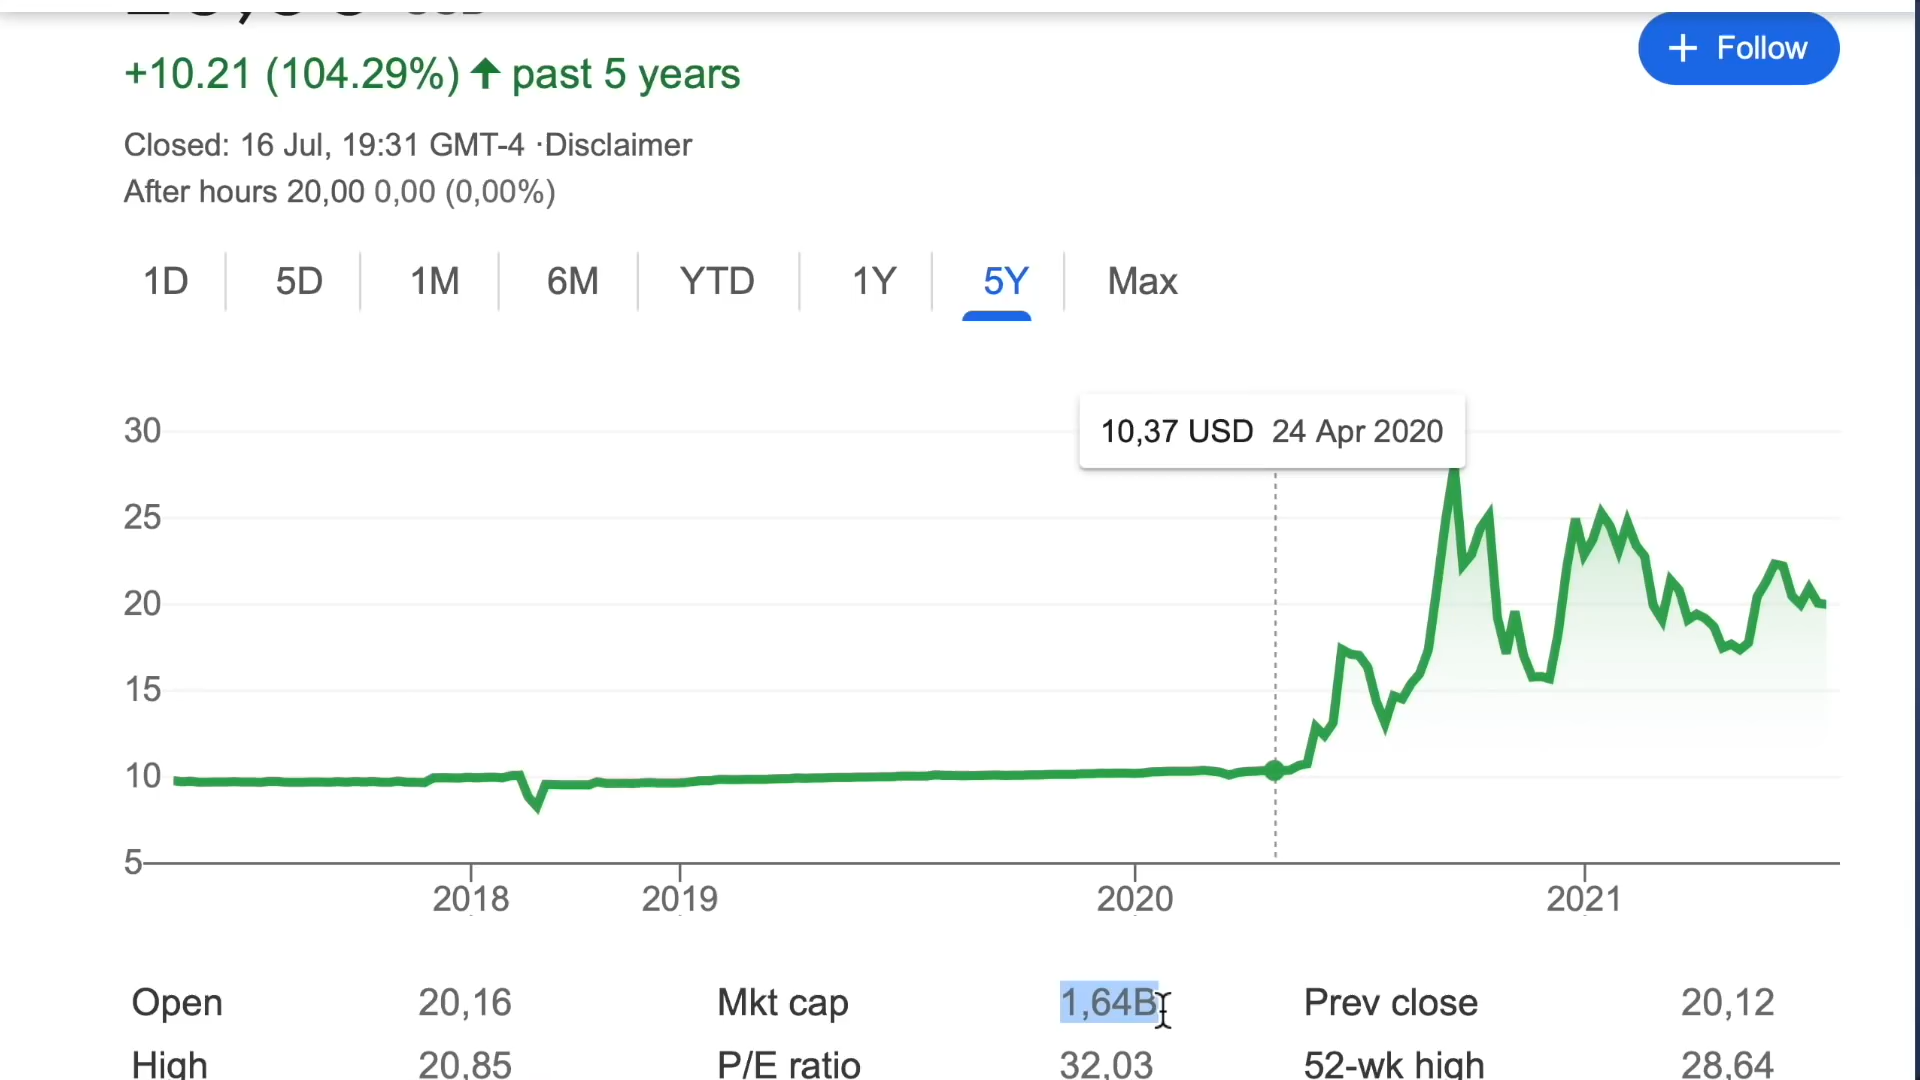 +10.21 (104.29%) ↑ past 5 years
+ Follow
Closed: 16 Jul, 19:31 GMT-4 ·Disclaimer
After hours 20,00 0,00 (0,00%)
1D 5D 1M 6M YTD 1Y 5Y Max
10,37 USD 24 Apr 2020
30
25
20
15
10
5
2018 2019 2020 2021
Open 20,16 Mkt cap 1,64B Prev close 20,12
High 20,85 P/E ratio 32,03 52-wk high 28,64